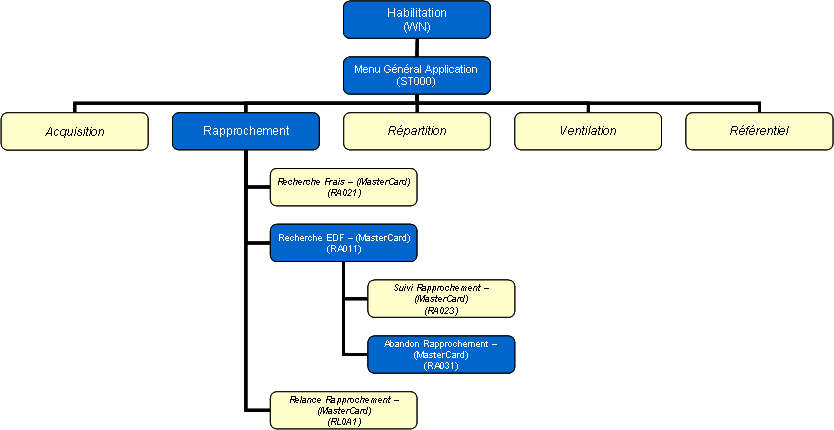 Habilitation
(WN)
Menu Général Application
(ST000)
Acquisition
Rapprochement
Répartition
Ventilation
Référentiel
Recherche Frais – (MasterCard)
(RA021)
Recherche EDF – (MasterCard)
(RA011)
Suivi Rapprochement –
(MasterCard)
(RA023)
Abandon Rapprochement –
(MasterCard)
(RA031)
Relance Rapprochement –
(MasterCard)
(RL0A1)